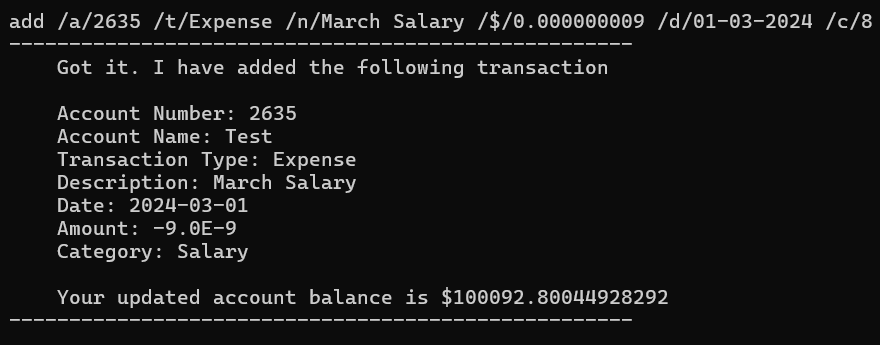 add /a/2635 /t/Expense /n/March Salary /$/0.000000009 /d/01-03-2024 /c/8
----------------------------------------------------
Got it. I have added the following transaction
Account Number: 2635
Account Name: Test
Transaction Type: Expense
Description: March Salary
Date: 2024-03-01
Amount: -9.0E-9
Category: Salary
Your updated account balance is $100092.80044928292
----------------------------------------------------